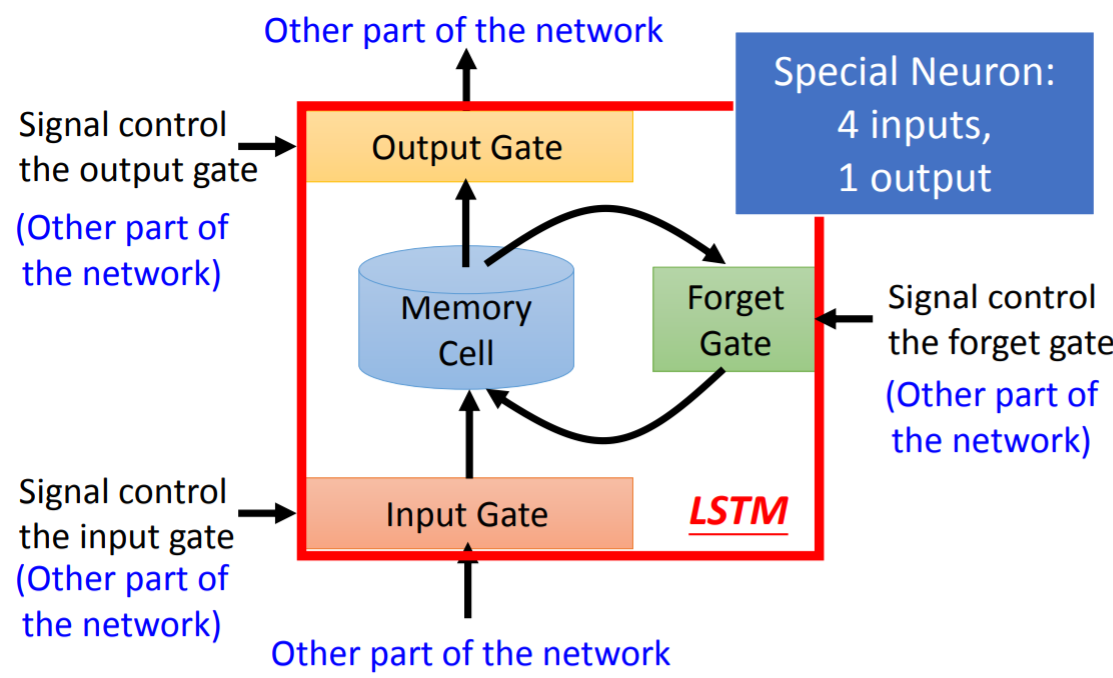 Other part of the network
Special Neuron:
4 inputs,
1 output
Signal control
the output gate
(Other part of
the network)
Output Gate
Memory
Cell
Forget
Gate
Signal control
the forget gate
(Other part of
the network)
Signal control
the input gate
(Other part of
the network)
Input Gate
LSTM
Other part of the network